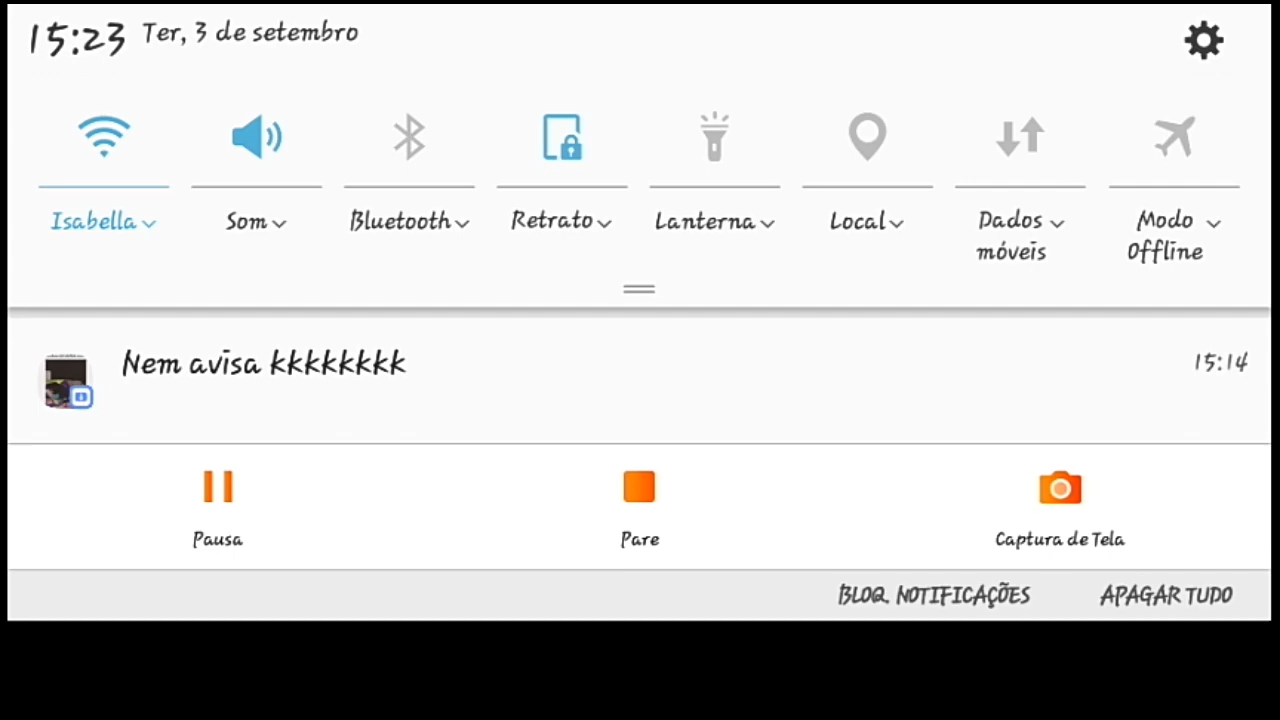 15:23 Ter, 3 de setembro
Isabella Som Bluetooth Retrato Lanterna Local Dados móveis Modo Offline
Nem avisa kkkkkkkk 15:14
Pausa Pare Captura de Tela
BLOQ. NOTIFICAÇÕES APAGAR TUDO